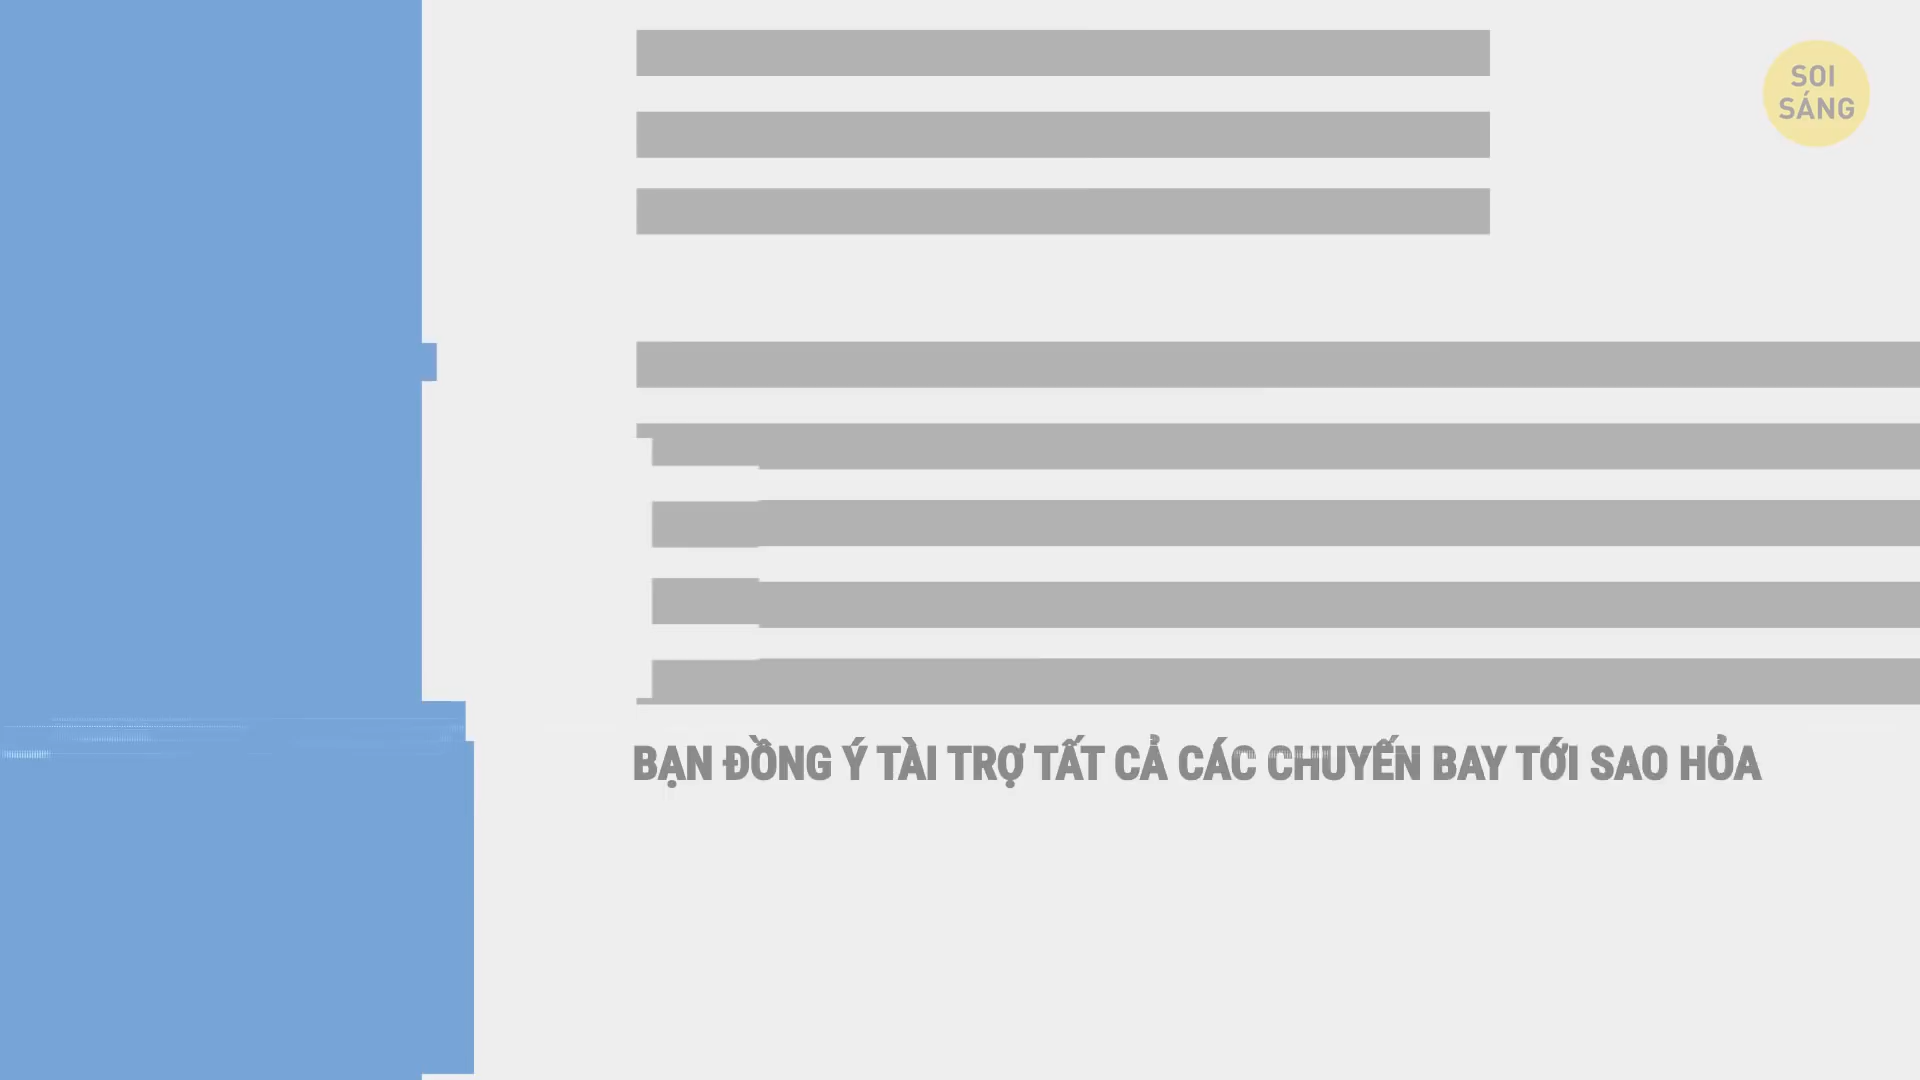 SOI
SÁNG
BẠN ĐỒNG Ý TÀI TRỢ TẤT CẢ CÁC CHUYẾN BAY TỚI SAO HỎA